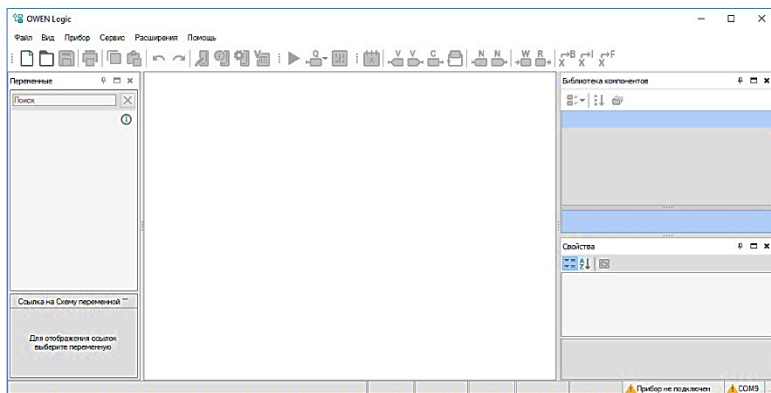 OWEN Logic
Файл Вид Прибор Сервис Расширения Помощь
Q V V C N N W R B I F
A X X X
Переменные
Поиск
Ссылка на Схему переменной
Для отображения ссылок
выберите переменную
Библиотека компонентов
Свойства
A
Z
Прибор не подключен
COM9